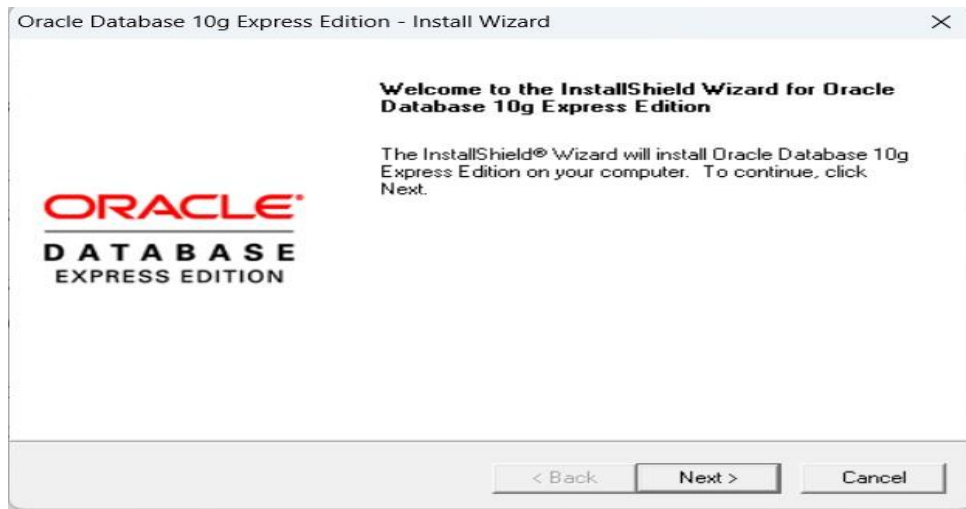 Oracle Database 10g Express Edition - Install Wizard
Welcome to the InstallShield Wizard for Oracle
Database 10g Express Edition
The InstallShield® Wizard will install Oracle Database 10g
Express Edition on your computer. To continue, click
Next.
ORACLE
DATABASE
EXPRESS EDITION
< Back
Next >
Cancel